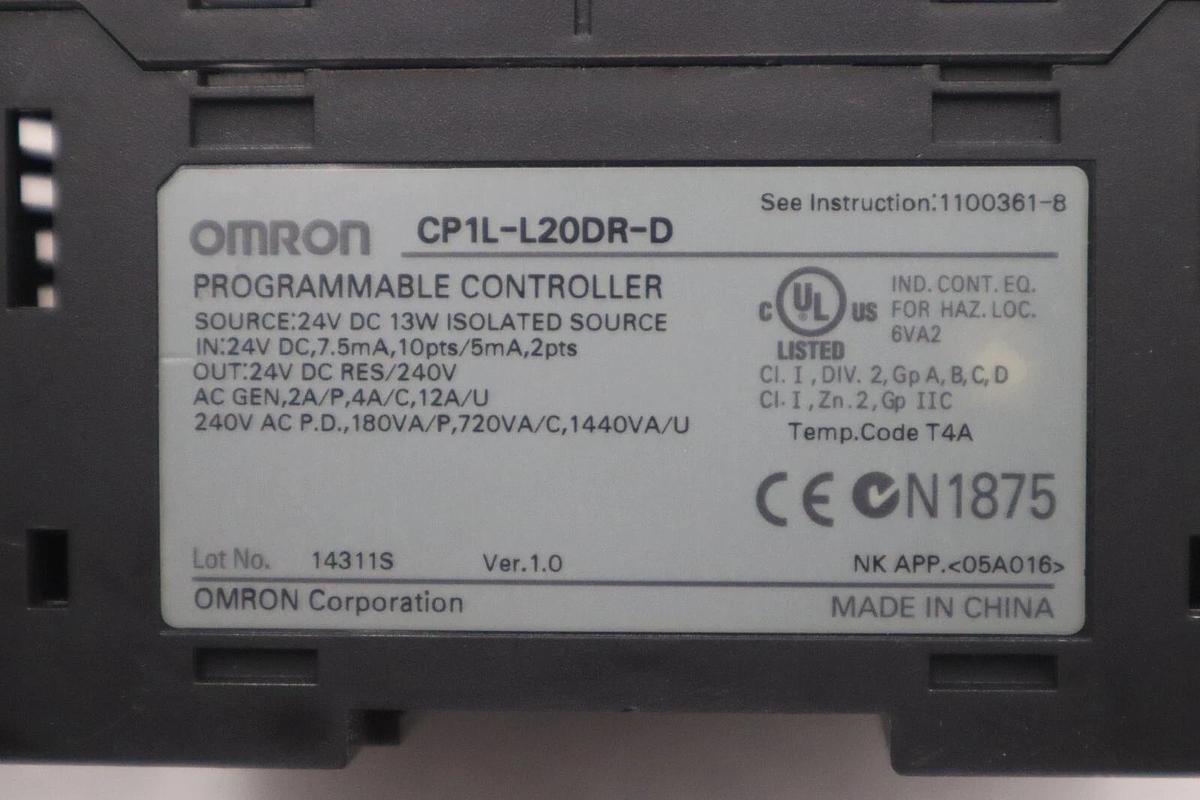 See Instruction:1100361-8
OMRON CP1L-L20DR-D
PROGRAMMABLE CONTROLLER
SOURCE:24V DC 13W ISOLATED SOURCE
IN:24V DC,7.5mA,10pts/5mA,2pts
OUT:24V DC RES/240V
AC GEN,2A/P,4A/C,12A/U
240V AC P.D.,180VA/P,720VA/C,1440VA/U
C UL US
®
LISTED
IND. CONT. EQ.
FOR HAZ. LOC.
6VA2
Cl. I , DIV. 2, Gp A, B, C, D
Cl. I , Zn. 2, Gp IIC
Temp.Code T4A
CE N1875
Lot No. 14311S Ver.1.0 NK APP.<05A016>
OMRON Corporation MADE IN CHINA